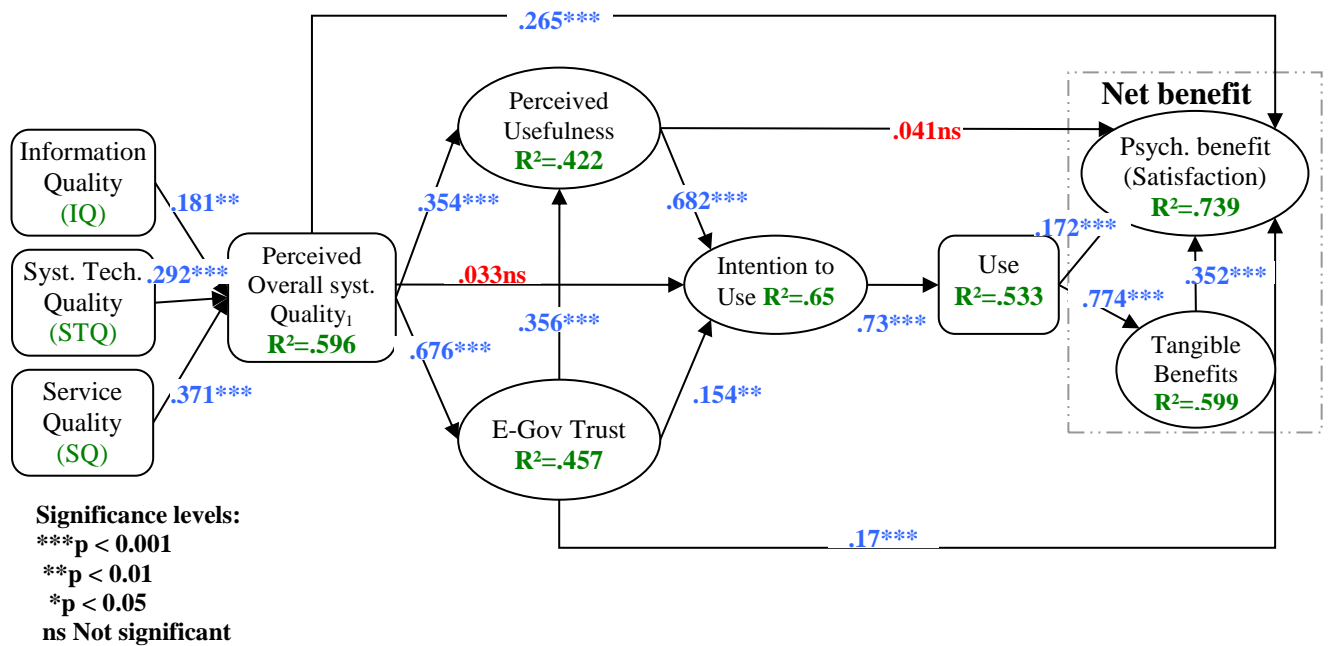 .265***
Net benefit
Perceived
Usefulness
R²=.422
.041ns
Psych. benefit
(Satisfaction)
R²=.739
Information
Quality
(IQ)
.181**
.354***
.682***
.172***
Syst. Tech.
Quality
(STQ)
.292***
Perceived
Overall syst.
Quality₁
R²=.596
.033ns
Intention to
Use R²=.65
Use
R²=.533
.352***
.774***
.356***
.73***
.676***
Tangible
Benefits
R²=.599
Service
Quality
(SQ)
.371***
.154**
E-Gov Trust
R²=.457
.17***
Significance levels:
***p < 0.001
**p < 0.01
*p < 0.05
ns Not significant